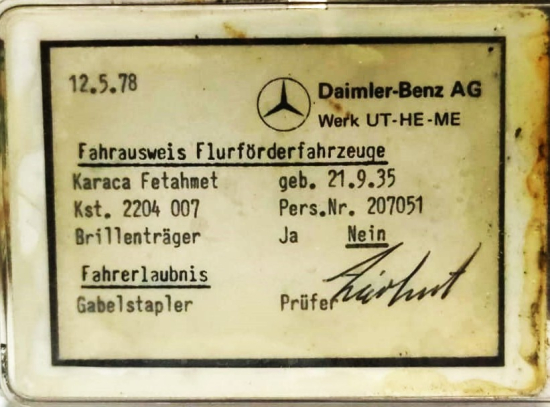 12.5.78
Daimler-Benz AG
Werk UT-HE-ME
Fahrausweis Flurförderfahrzeuge
Karaca Fetahmet geb. 21.9.35
Kst. 2204 007 Pers.Nr. 207051
Brillenträger Ja Nein
Fahrerlaubnis
Gabelstapler Prüfer